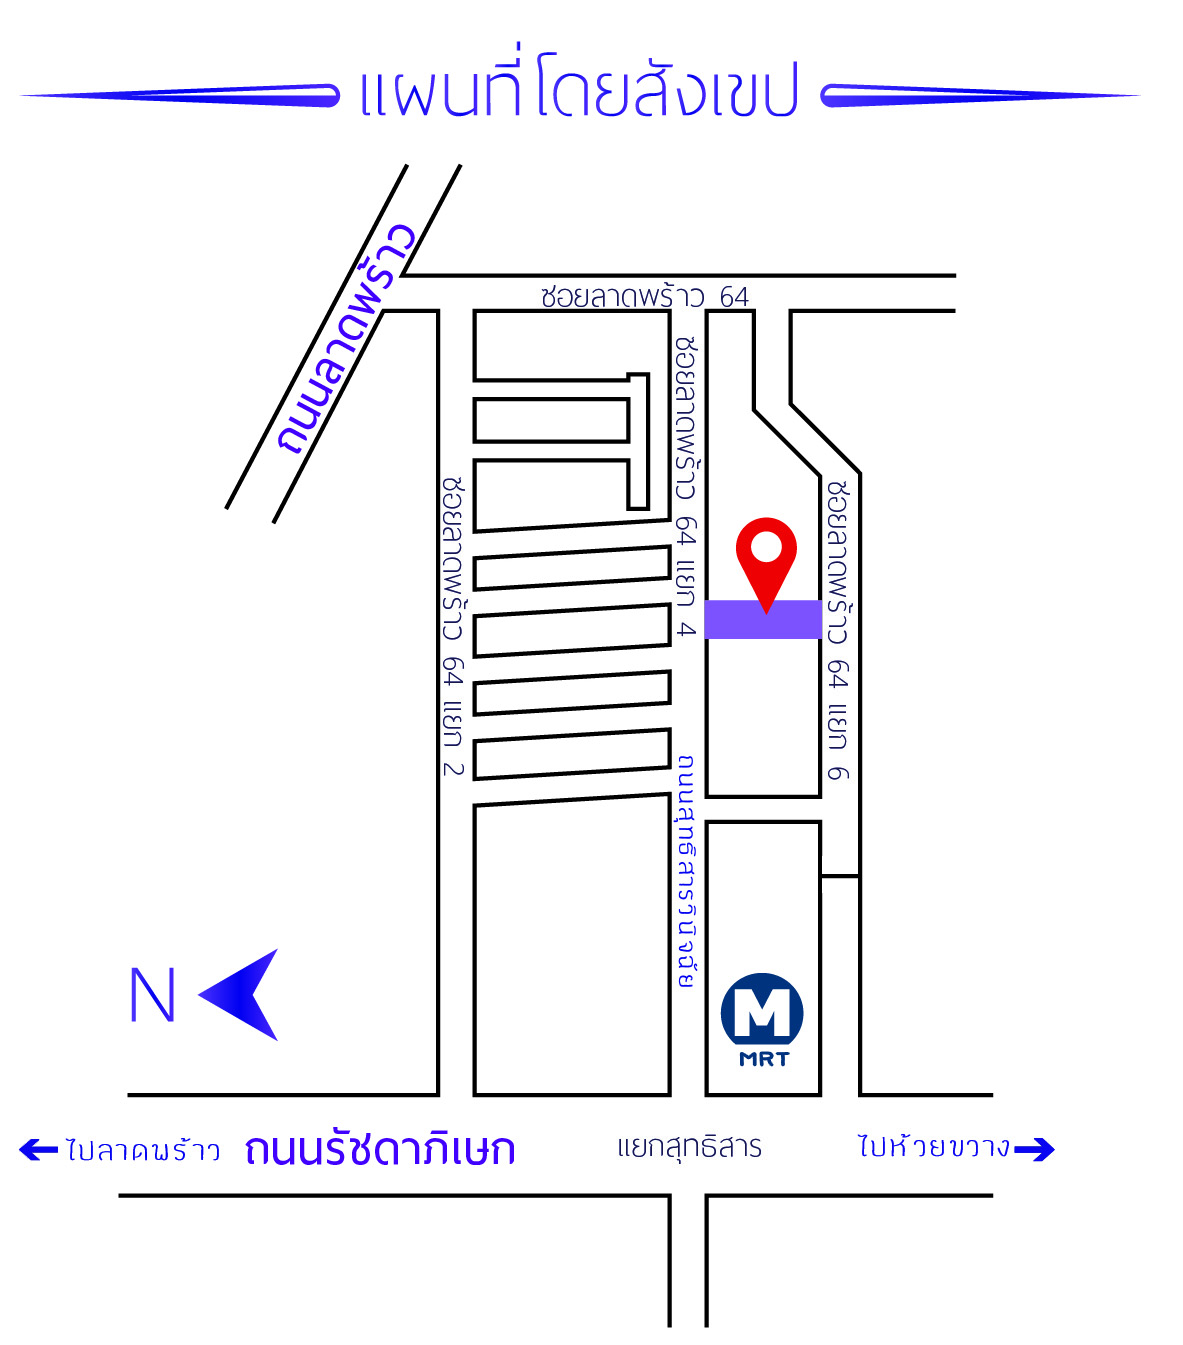 แผนที่โดยสังเขป
ถนนลาดพร้าว
ซอยลาดพร้าว 64
ซอยลาดพร้าว 64 แยก 2
ซอยลาดพร้าว 64 แยก 4
ซอยลาดพร้าว 64 แยก 6
ถนนสุทธิสารวินิจฉัย
N
M
MRT
ไปลาดพร้าว
ถนนรัชดาภิเษก
แยกสุทธิสาร
ไปห้วยขวาง